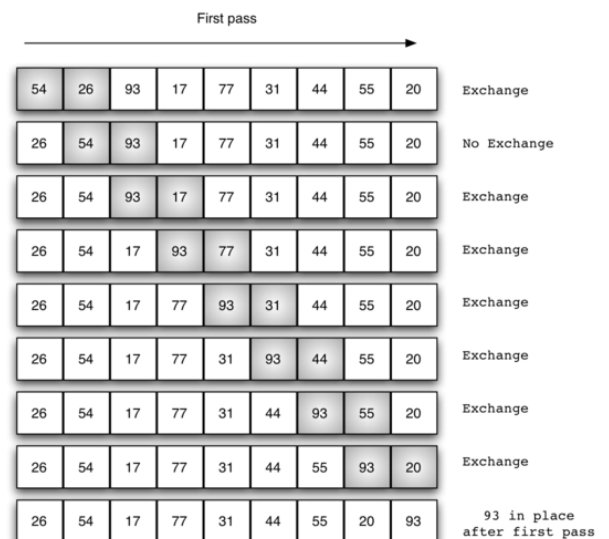 First pass
54 26 93 17 77 31 44 55 20 Exchange
26 54 93 17 77 31 44 55 20 No Exchange
26 54 93 17 77 31 44 55 20 Exchange
26 54 17 93 77 31 44 55 20 Exchange
26 54 17 77 93 31 44 55 20 Exchange
26 54 17 77 31 93 44 55 20 Exchange
26 54 17 77 31 44 93 55 20 Exchange
26 54 17 77 31 44 55 93 20 Exchange
26 54 17 77 31 44 55 20 93 93 in place
after first pass